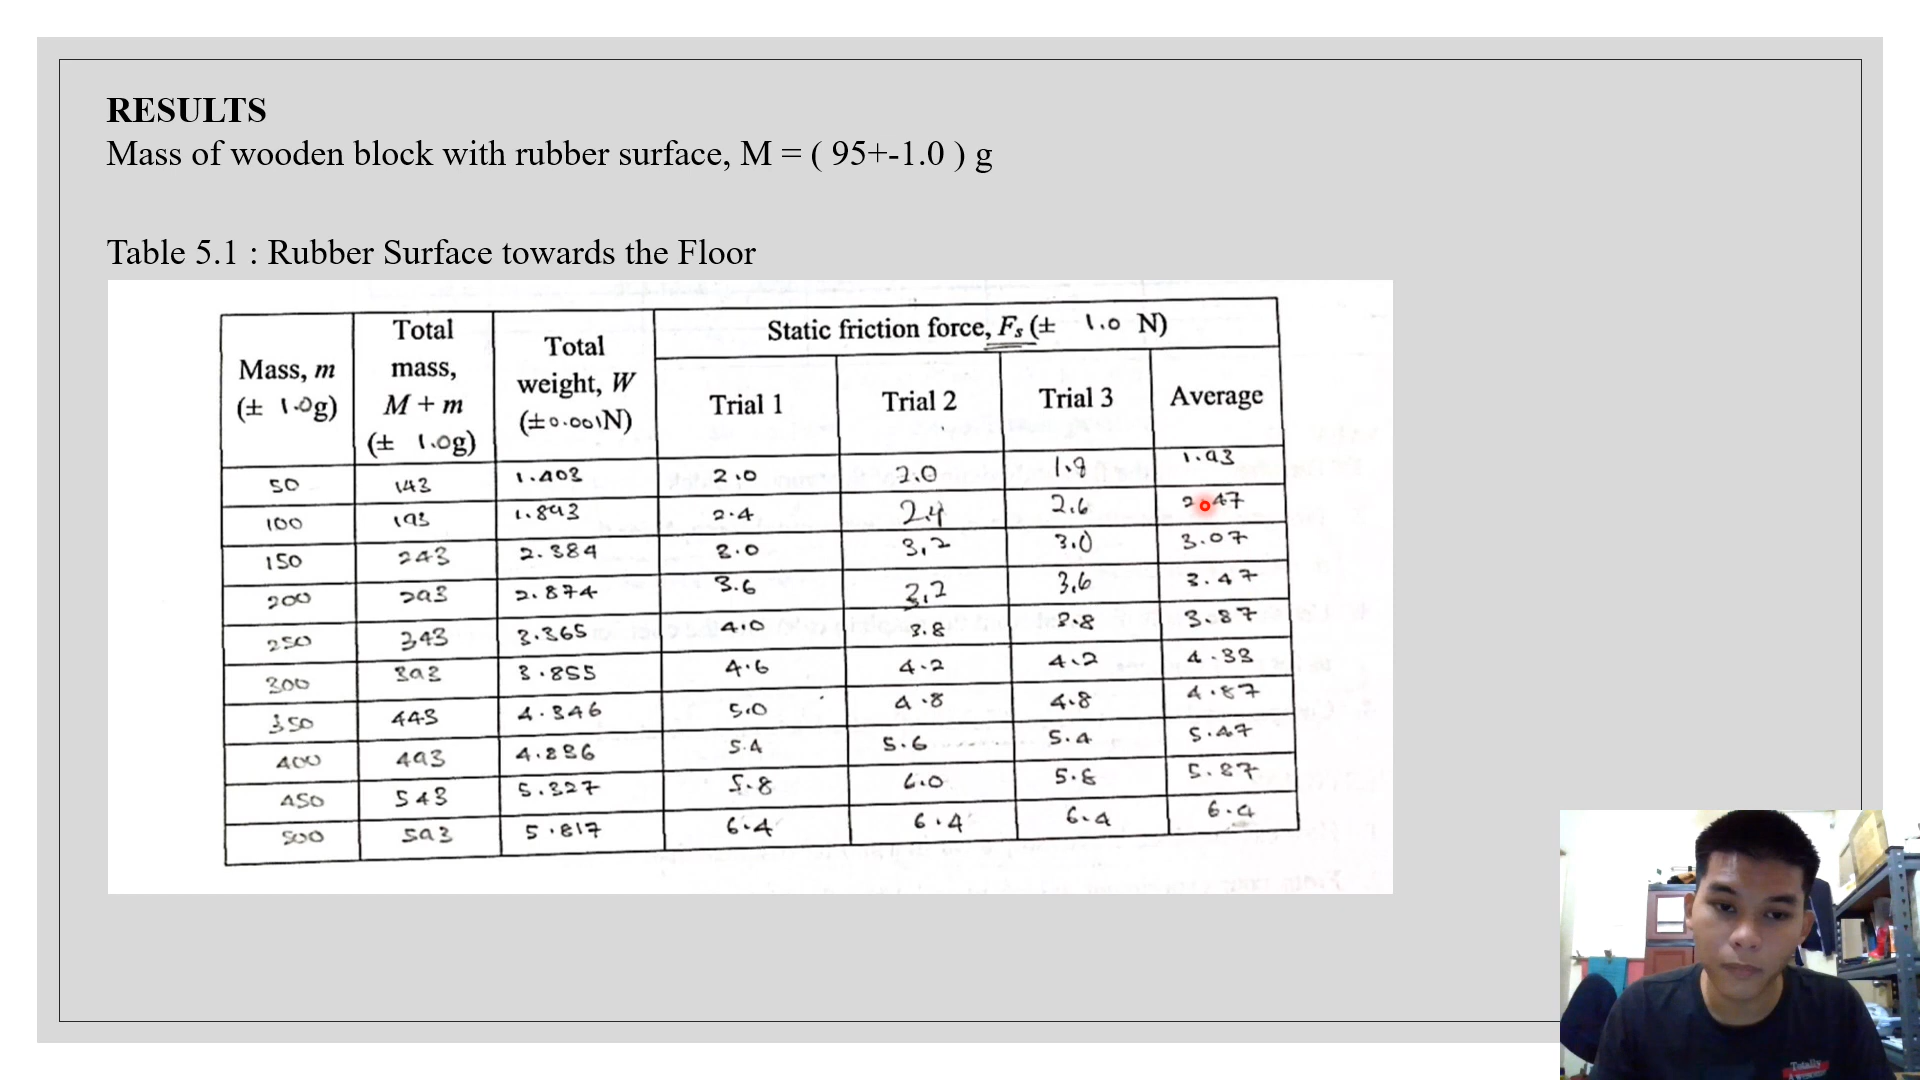 RESULTS
Mass of wooden block with rubber surface, M = ( 95+-1.0 ) g
Table 5.1 : Rubber Surface towards the Floor
Mass, m (± 1.0g) Total mass, M + m (± 1.0g) Total weight, W (±0.001N) Static friction force, Fs (± 1.0 N)
Trial 1 Trial 2 Trial 3 Average
50 143 1.403 2.0 2.0 1.8 1.93
100 193 1.893 2.4 2.4 2.6 2.47
150 243 2.384 3.0 3.2 3.0 3.07
200 293 2.874 3.6 3.2 3.6 3.47
250 343 3.365 4.0 3.8 3.8 3.87
300 393 3.855 4.6 4.2 4.2 4.33
350 443 4.346 5.0 4.8 4.8 4.87
400 493 4.836 5.4 5.6 5.4 5.47
450 543 5.327 5.8 6.0 5.8 5.87
500 593 5.817 6.4 6.4 6.4 6.4
Totally